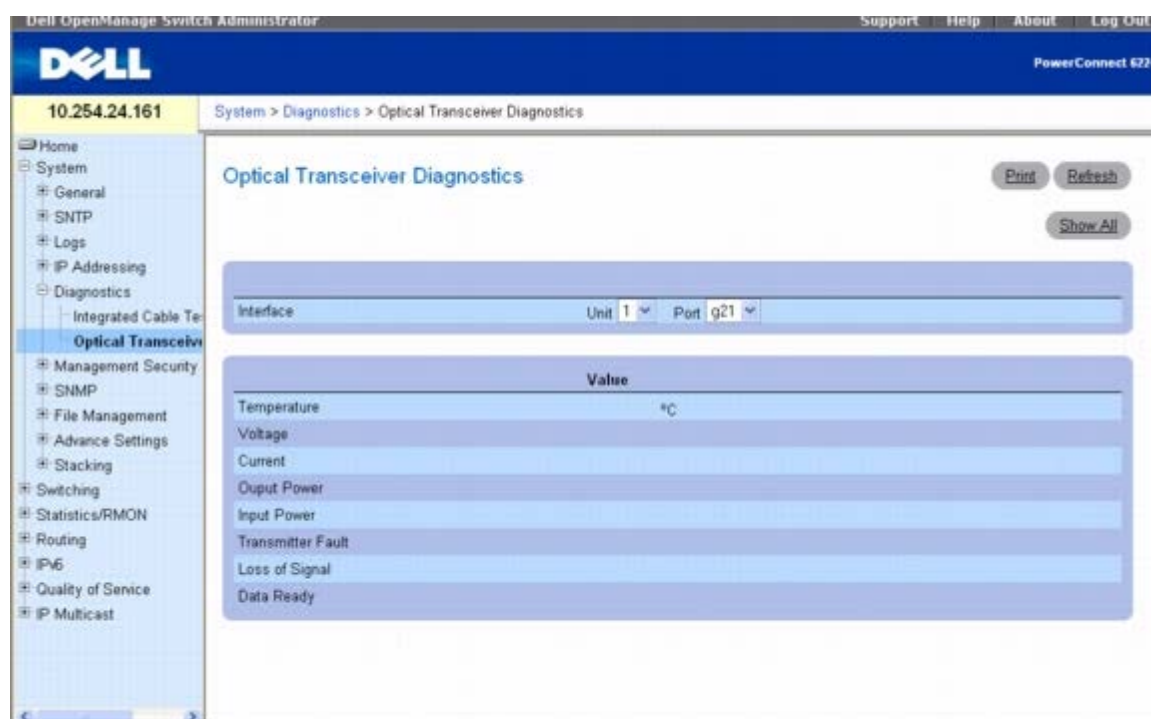 Dell OpenManage Switch Administrator Support Help About Log Out
DELL
PowerConnect 622
10.254.24.161
System > Diagnostics > Optical Transceiver Diagnostics
Home
System
General
SNTP
Logs
IP Addressing
Diagnostics
Integrated Cable Te
Optical Transceiv
Management Security
SNMP
File Management
Advance Settings
Stacking
Switching
Statistics/RMON
Routing
IPv6
Quality of Service
IP Multicast
Optical Transceiver Diagnostics
Print Refresh
Show All
Interface Unit 1 Port g21
Value
Temperature °C
Voltage
Current
Ouput Power
Input Power
Transmitter Fault
Loss of Signal
Data Ready